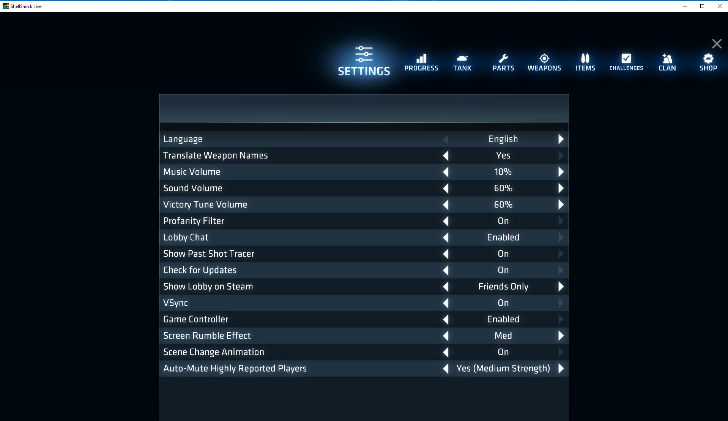 ShellShock Live
SETTINGS
PROGRESS
TANK
PARTS
WEAPONS
ITEMS
CHALLENGES
CLAN
SHOP
Language English
Translate Weapon Names Yes
Music Volume 10%
Sound Volume 60%
Victory Tune Volume 60%
Profanity Filter On
Lobby Chat Enabled
Show Past Shot Tracer On
Check for Updates On
Show Lobby on Steam Friends Only
VSync On
Game Controller Enabled
Screen Rumble Effect Med
Scene Change Animation On
Auto-Mute Highly Reported Players Yes (Medium Strength)